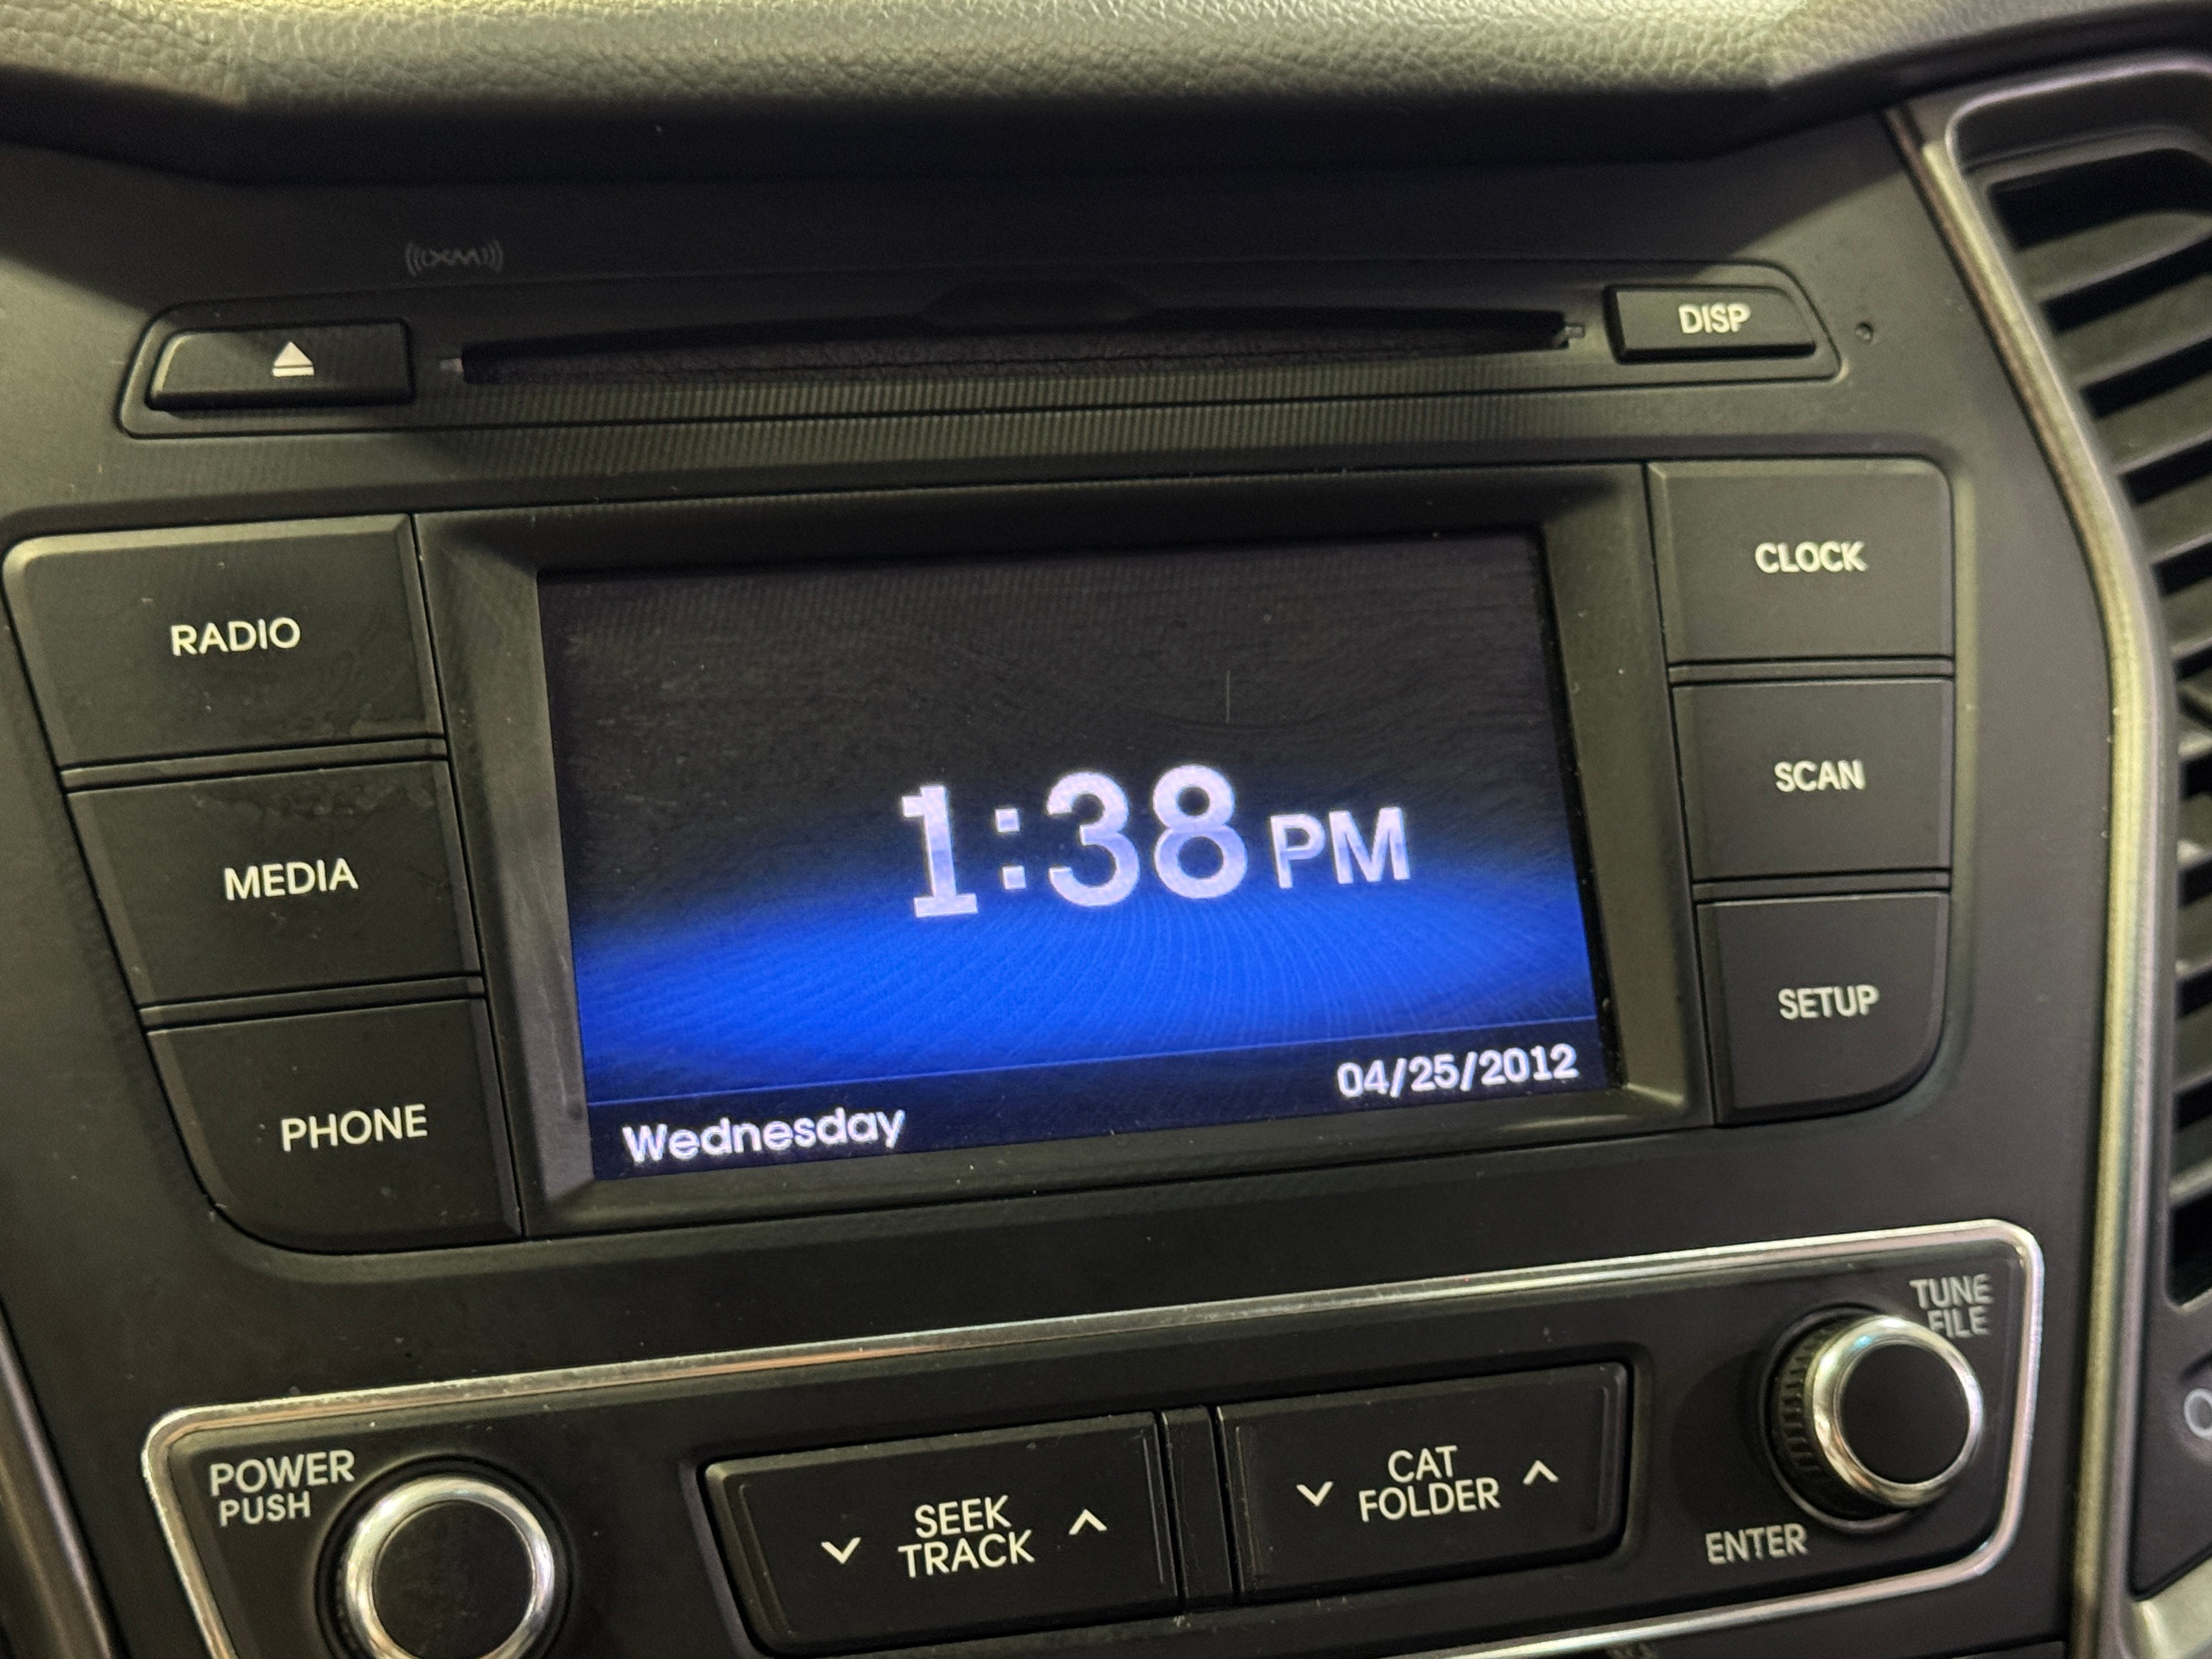 XM
DISP
RADIO
CLOCK
MEDIA
SCAN
PHONE
SETUP
1:38 PM
Wednesday
04/25/2012
POWER
PUSH
SEEK
TRACK
CAT
FOLDER
TUNE
FILE
ENTER